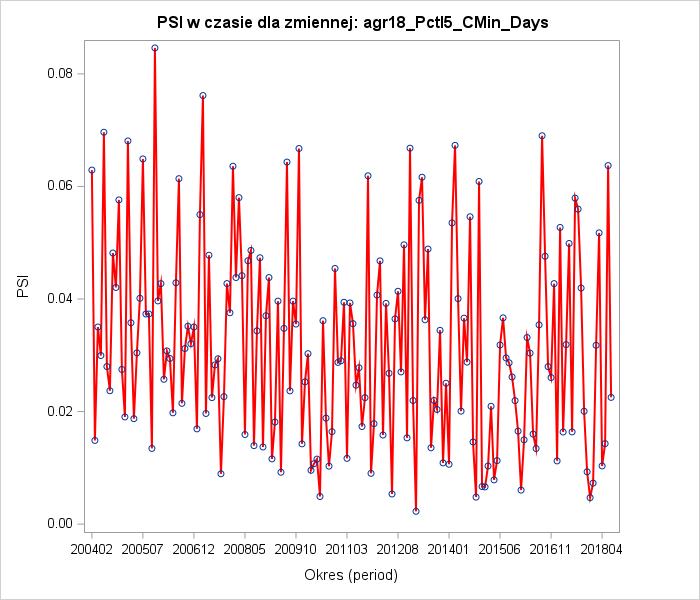 PSI w czasie dla zmiennej: agr18_Pctl5_CMin_Days
0.08
0.06
0.04
0.02
0.00
PSI
200402 200507 200612 200805 200910 201103 201208 201401 201506 201611 201804
Okres (period)